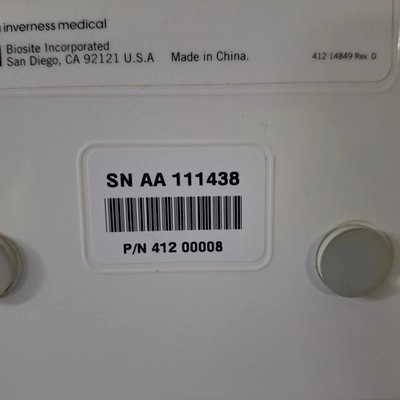 inverness medical
Biosite Incorporated
San Diego, CA 92121 U.S.A Made in China. 412 14849 Rev. D
SN AA 111438
P/N 412 00008